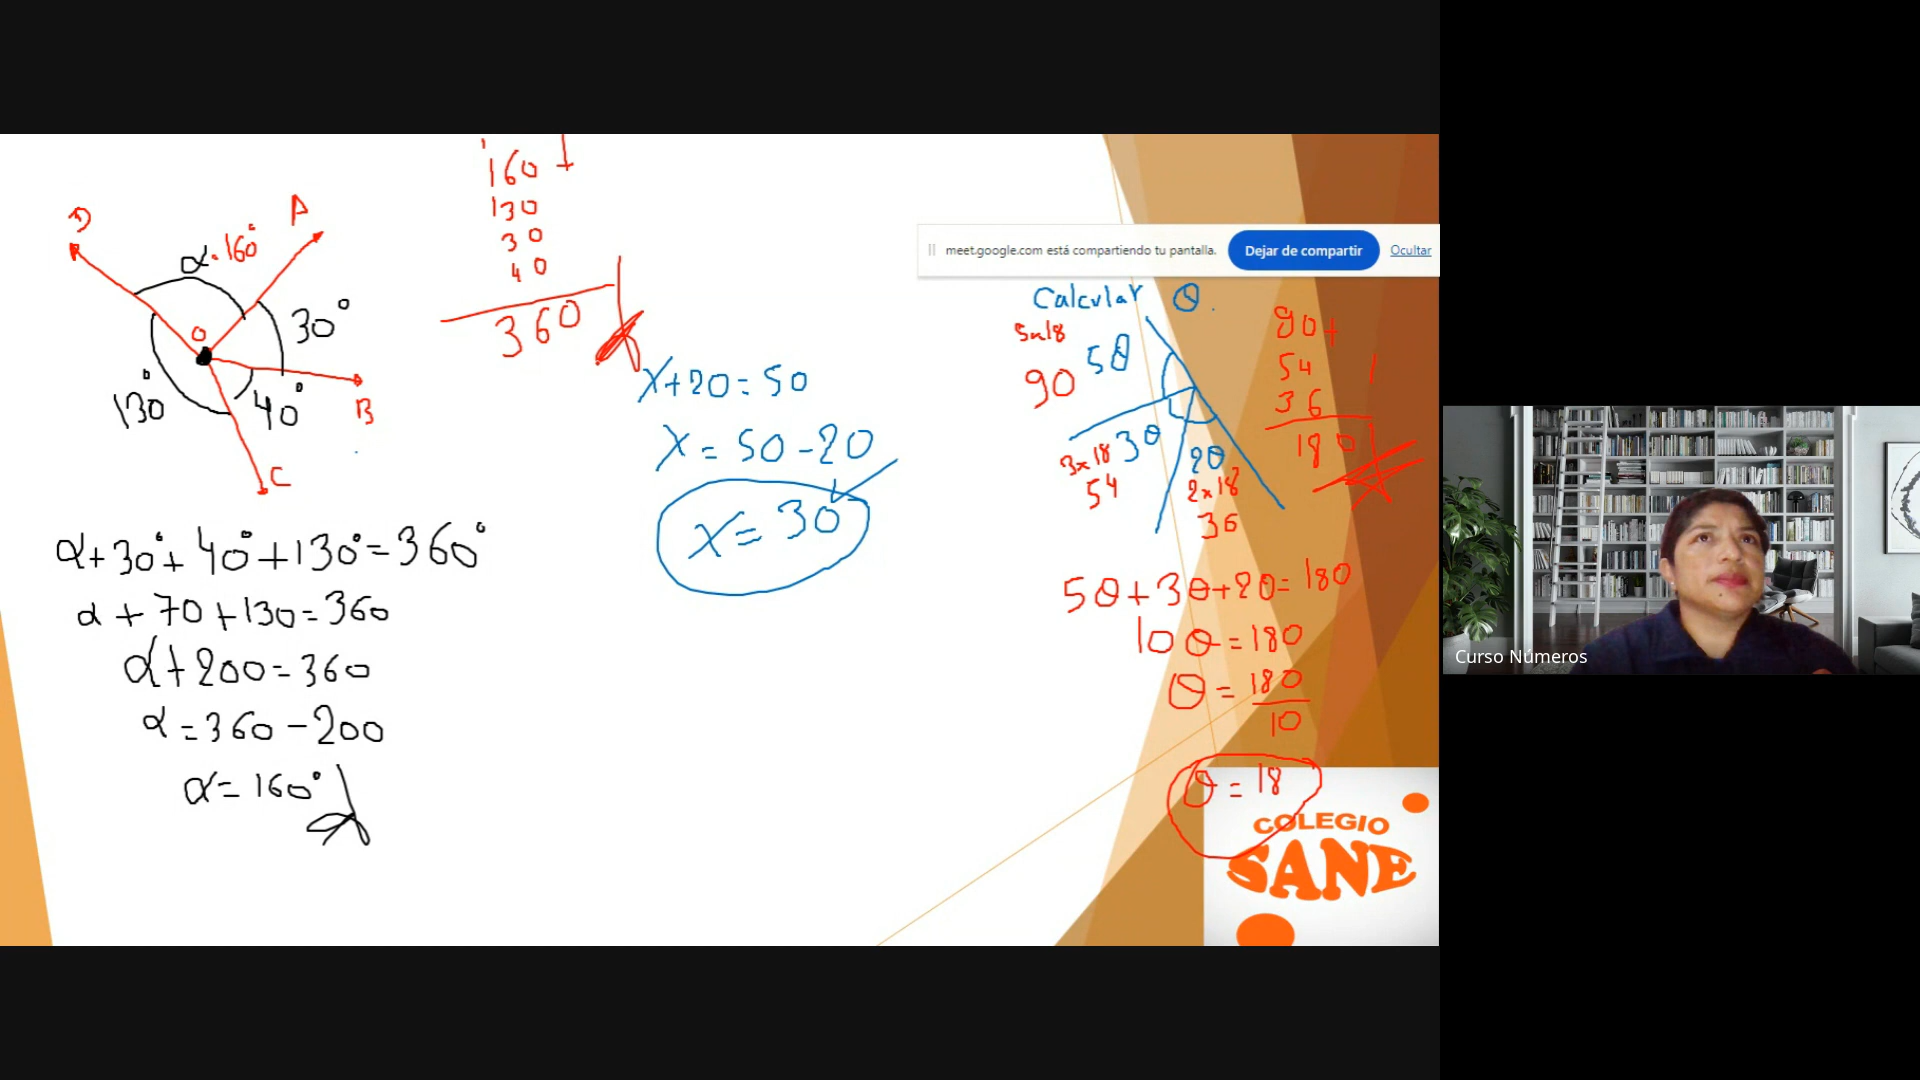 D
A
α = 160°
O
30°
130°
40°
B
C
α+30°+40°+130°=360°
α + 70 +130=360
α+200=360
α =360-200
α= 160°
1
160 +
130
30
40
360
x+20=50
x = 50-20
x= 30
meet.google.com está compartiendo tu pantalla.
Dejar de compartir
Ocultar
Calcular θ.
5x18
90
5θ
3x18
54
3θ
2θ
2x18
36
90+
54
36
180
5θ+3θ+2θ=180
10 θ=180
θ = 180
10
θ = 18
COLEGIO
SANE
Curso Números